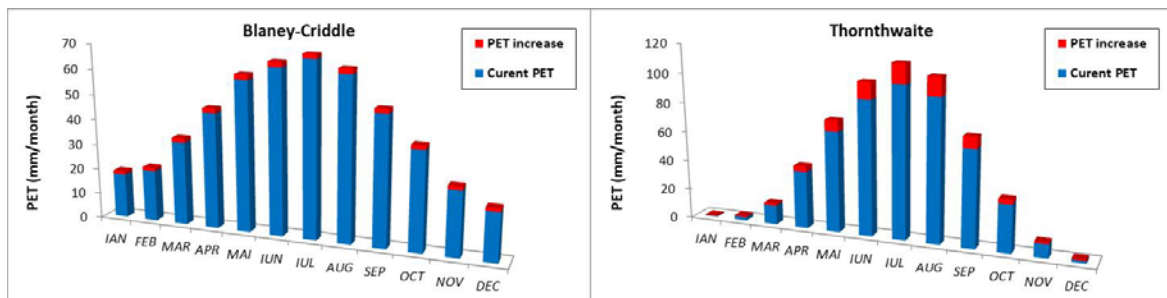 Blaney-Criddle
PET (mm/month)
70
60
50
40
30
20
10
0
IAN FEB MAR APR MAI IUN IUL AUG SEP OCT NOV DEC
PET increase
Curent PET
Thornthwaite
PET (mm/month)
120
100
80
60
40
20
0
IAN FEB MAR APR MAI IUN IUL AUG SEP OCT NOV DEC
PET increase
Curent PET